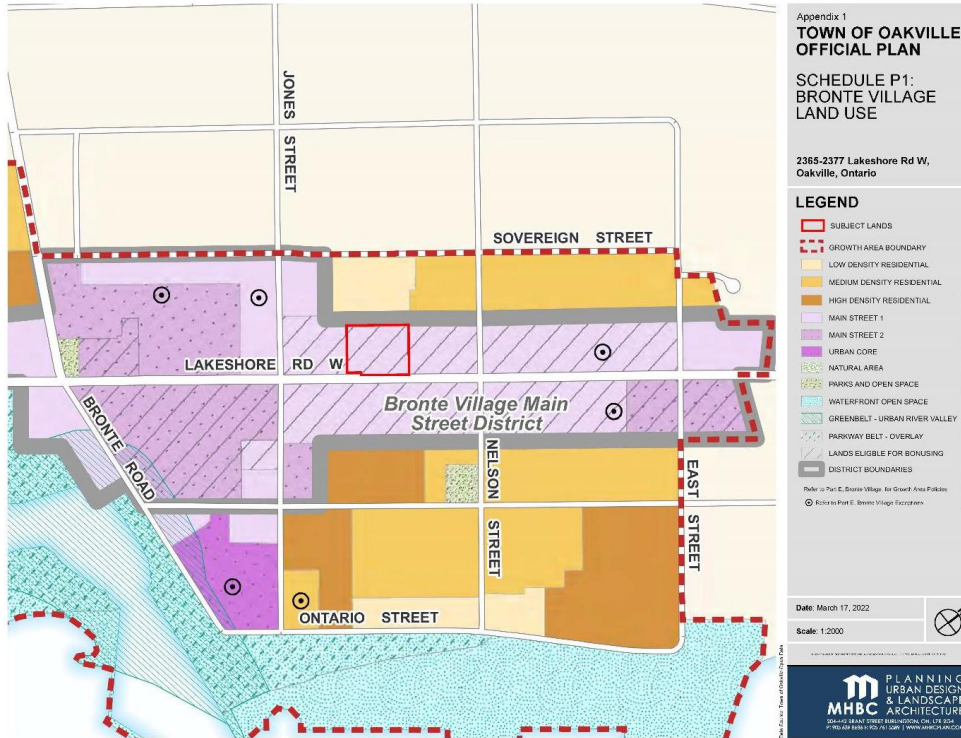 Appendix 1
TOWN OF OAKVILLE
OFFICIAL PLAN
SCHEDULE P1:
BRONTE VILLAGE
LAND USE
2365-2377 Lakeshore Rd W,
Oakville, Ontario
LEGEND
SUBJECT LANDS
GROWTH AREA BOUNDARY
LOW DENSITY RESIDENTIAL
MEDIUM DENSITY RESIDENTIAL
HIGH DENSITY RESIDENTIAL
MAIN STREET 1
MAIN STREET 2
URBAN CORE
NATURAL AREA
PARKS AND OPEN SPACE
WATERFRONT OPEN SPACE
GREENBELT - URBAN RIVER VALLEY
PARKWAY BELT - OVERLAY
LANDS ELIGIBLE FOR BONUSING
DISTRICT BOUNDARIES
Refer to Part E, Bronte Village, for Growth Area Policies
Refer to Part E, Bronte Village Exceptions
Date: March 17, 2022
Scale: 1:2000
MHBC
PLANNING
URBAN DESIGN
& LANDSCAPE
ARCHITECTURE
JONES STREET
SOVEREIGN STREET
LAKESHORE RD W
Bronte Village Main
Street District
BRONTE ROAD
NELSON STREET
EAST STREET
ONTARIO STREET